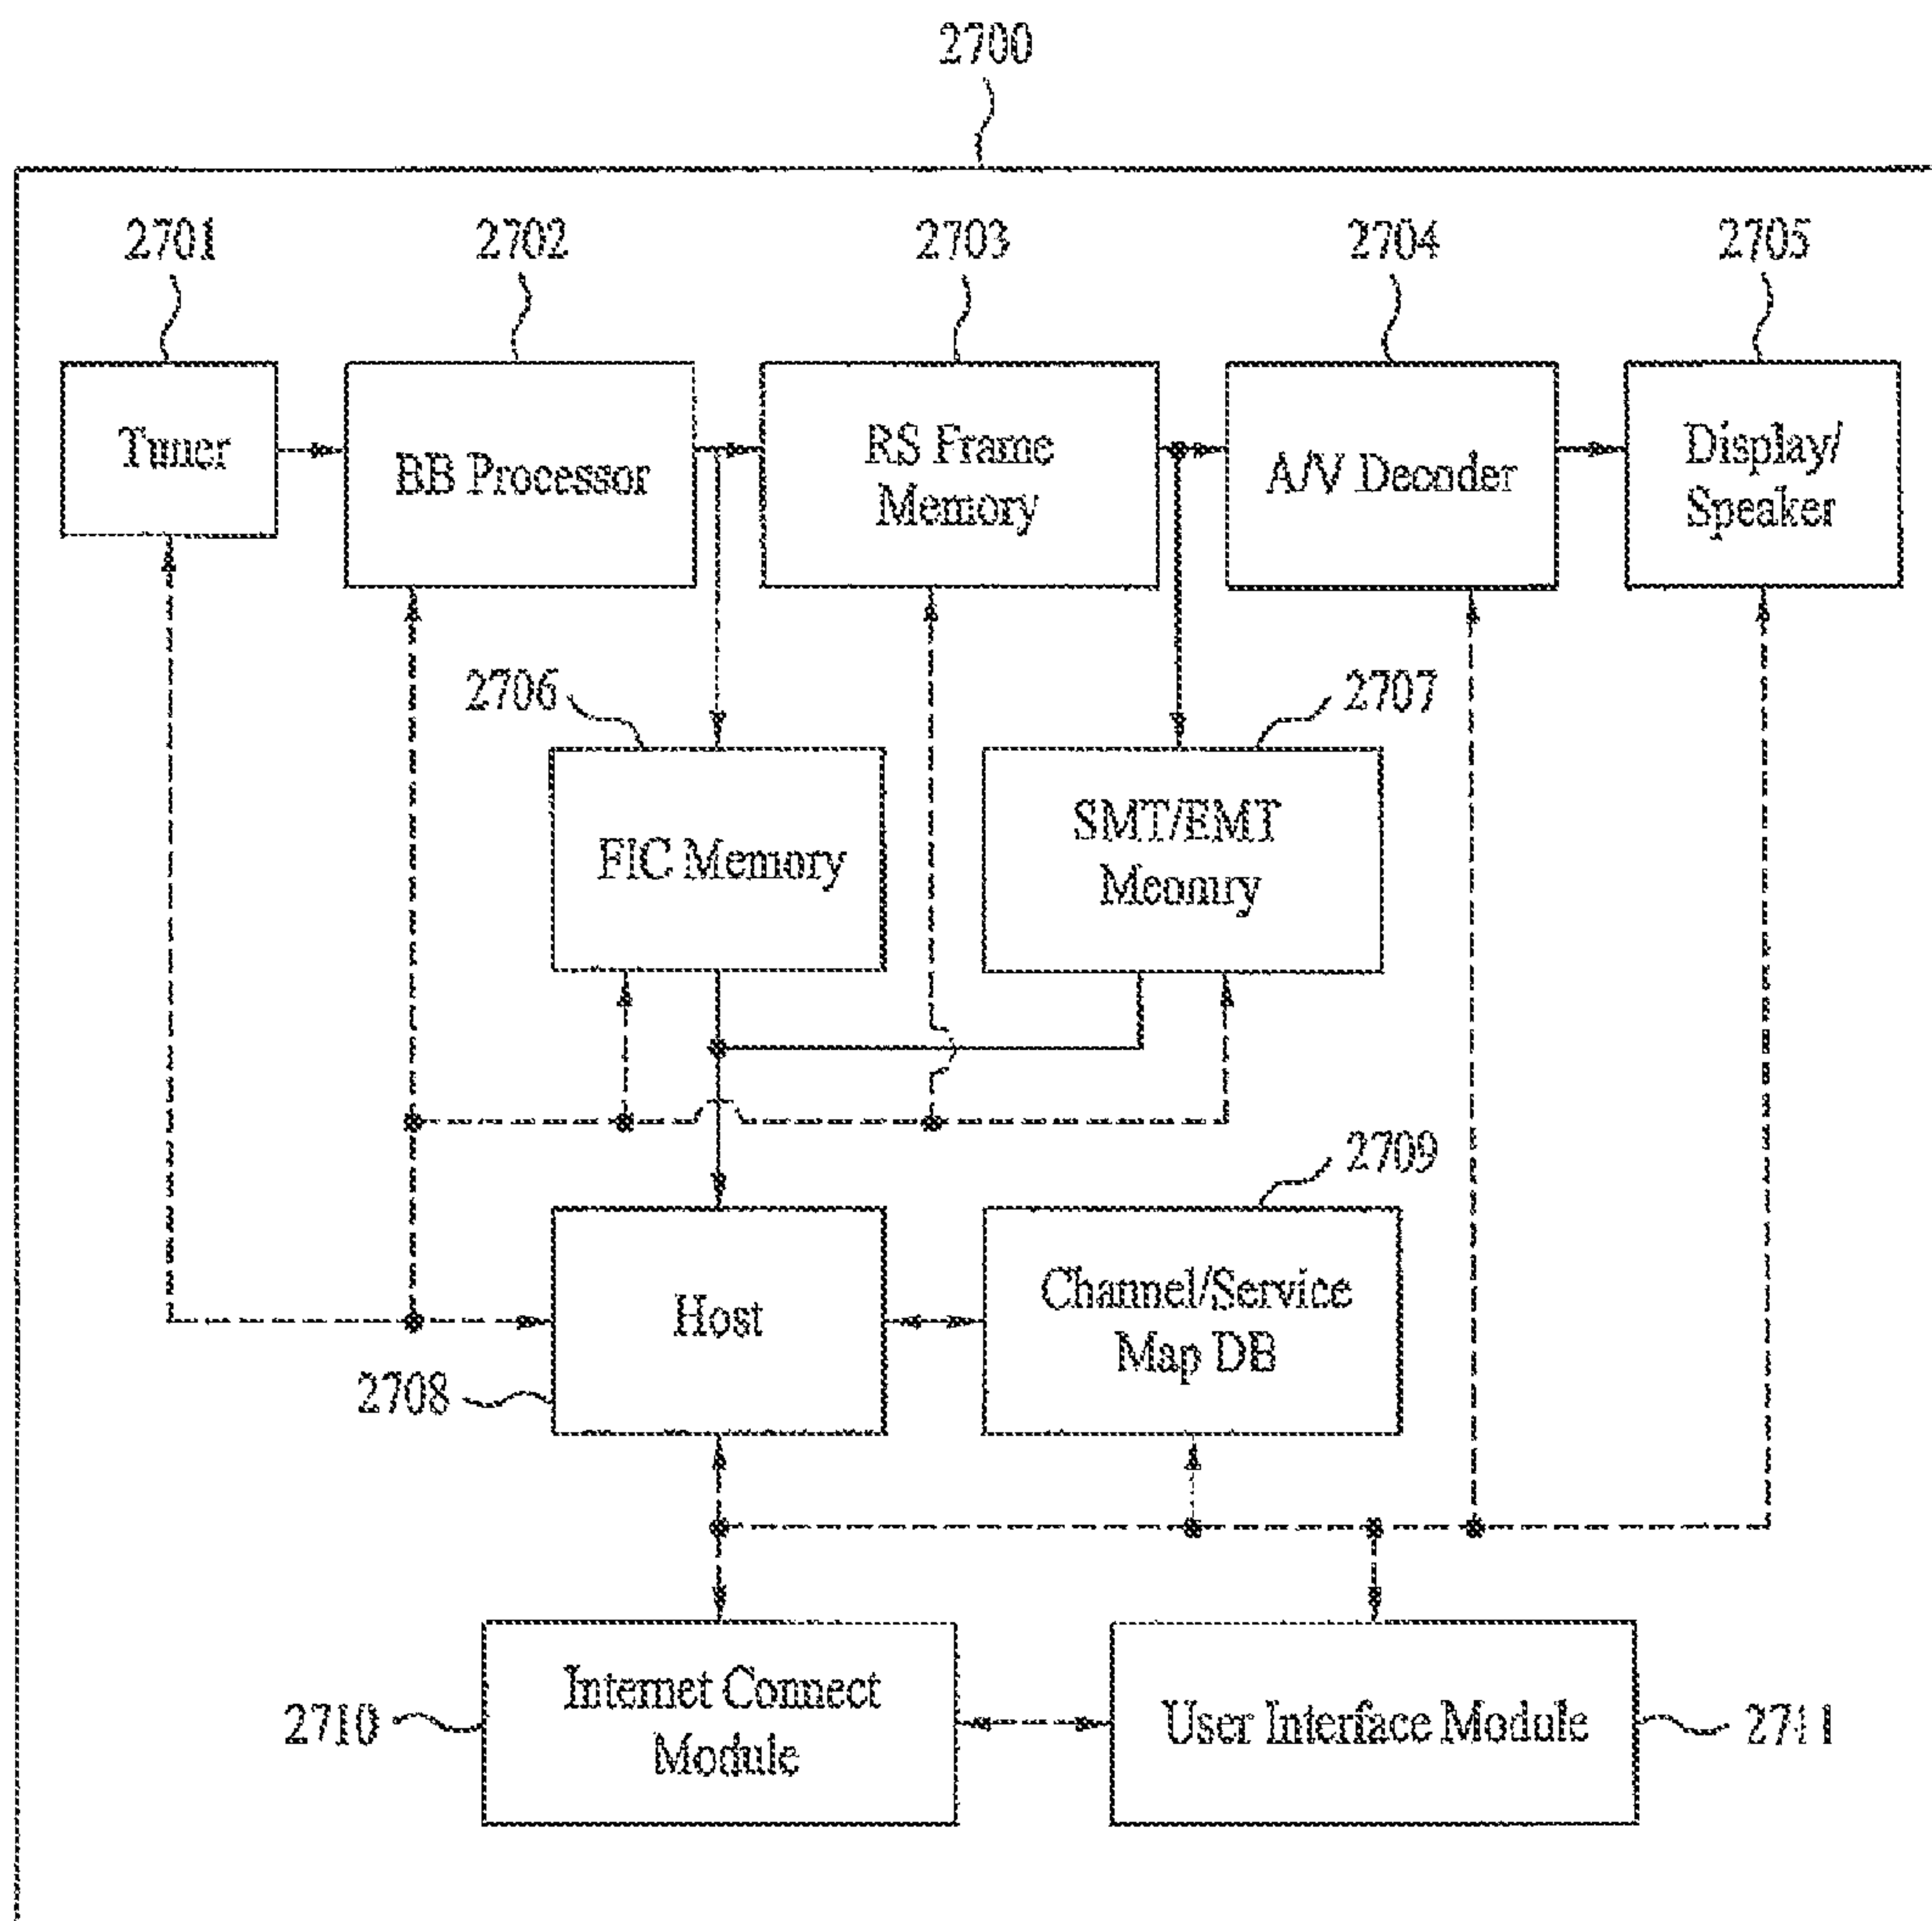 2700
2701
2702
2703
2704
2705
Tuner
BB Processor
RS Frame
Memory
A/V Decoder
Display/
Speaker
2706
2707
FIC Memory
SMT/EMT
Memory
2709
Host
Channel/Service
Map DB
2708
Internet Connect
Module
2710
User Interface Module
2711